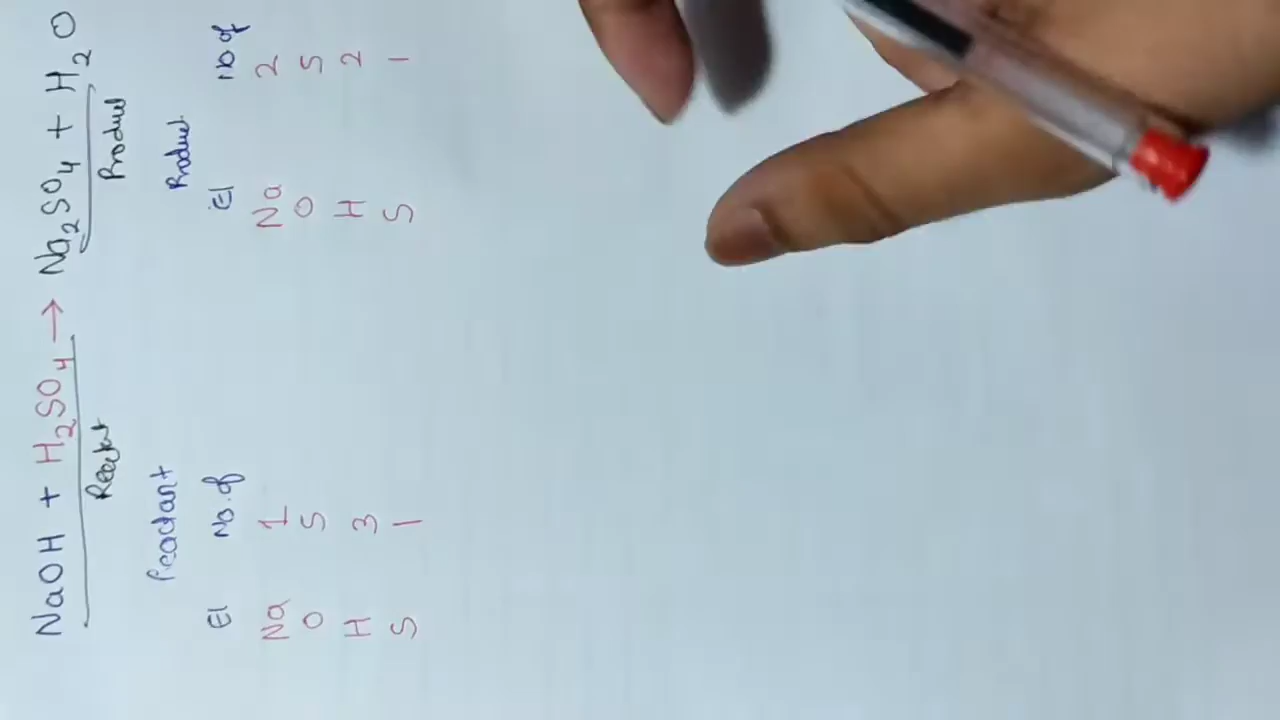 NaOH + H₂SO₄ → Na₂SO₄ + H₂O
Reactant Product
Reactant Product
El No. of El No of
Na 1 Na 2
O 5 O 5
H 3 H 2
S 1 S 1